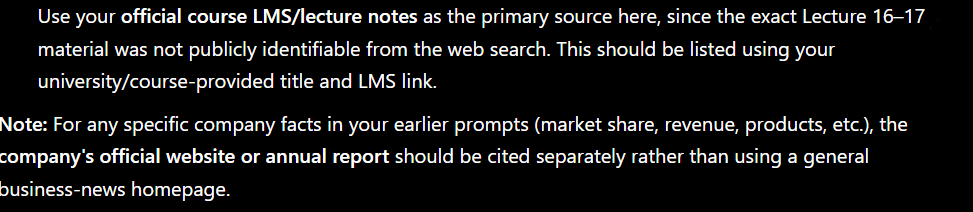 Use your official course LMS/lecture notes as the primary source here, since the exact Lecture 16–17
material was not publicly identifiable from the web search. This should be listed using your
university/course-provided title and LMS link.
Note: For any specific company facts in your earlier prompts (market share, revenue, products, etc.), the
company's official website or annual report should be cited separately rather than using a general
business-news homepage.